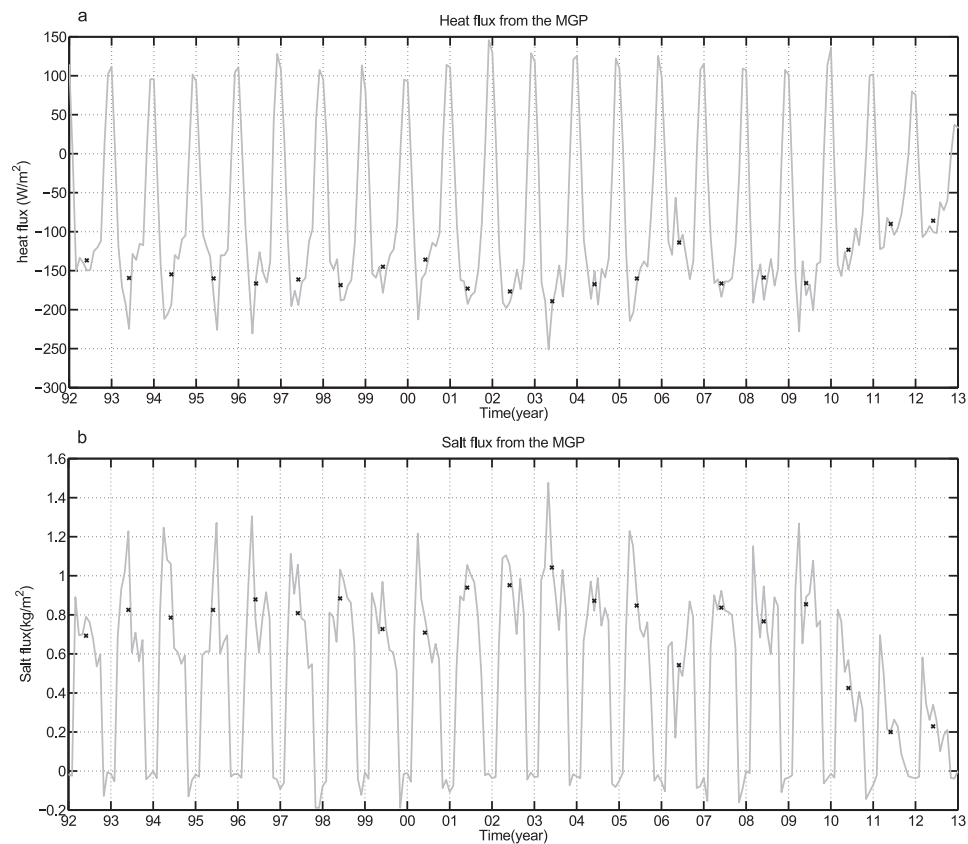 a
Heat flux from the MGP
150
100
50
0
−50
−100
−150
−200
−250
−300
heat flux (W/m²)
92 93 94 95 96 97 98 99 00 01 02 03 04 05 06 07 08 09 10 11 12 13
Time(year)
b
Salt flux from the MGP
1.6
1.4
1.2
1
0.8
0.6
0.4
0.2
0
−0.2
Salt flux(kg/m²)
92 93 94 95 96 97 98 99 00 01 02 03 04 05 06 07 08 09 10 11 12 13
Time(year)